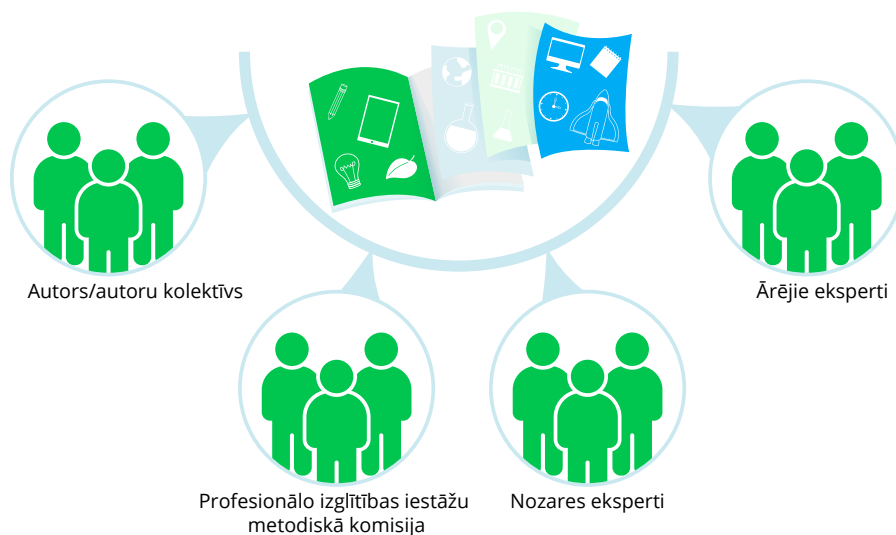 Autors/autoru kolektīvs
Ārējie eksperti
Profesionālo izglītības iestāžu
metodiskā komisija
Nozares eksperti